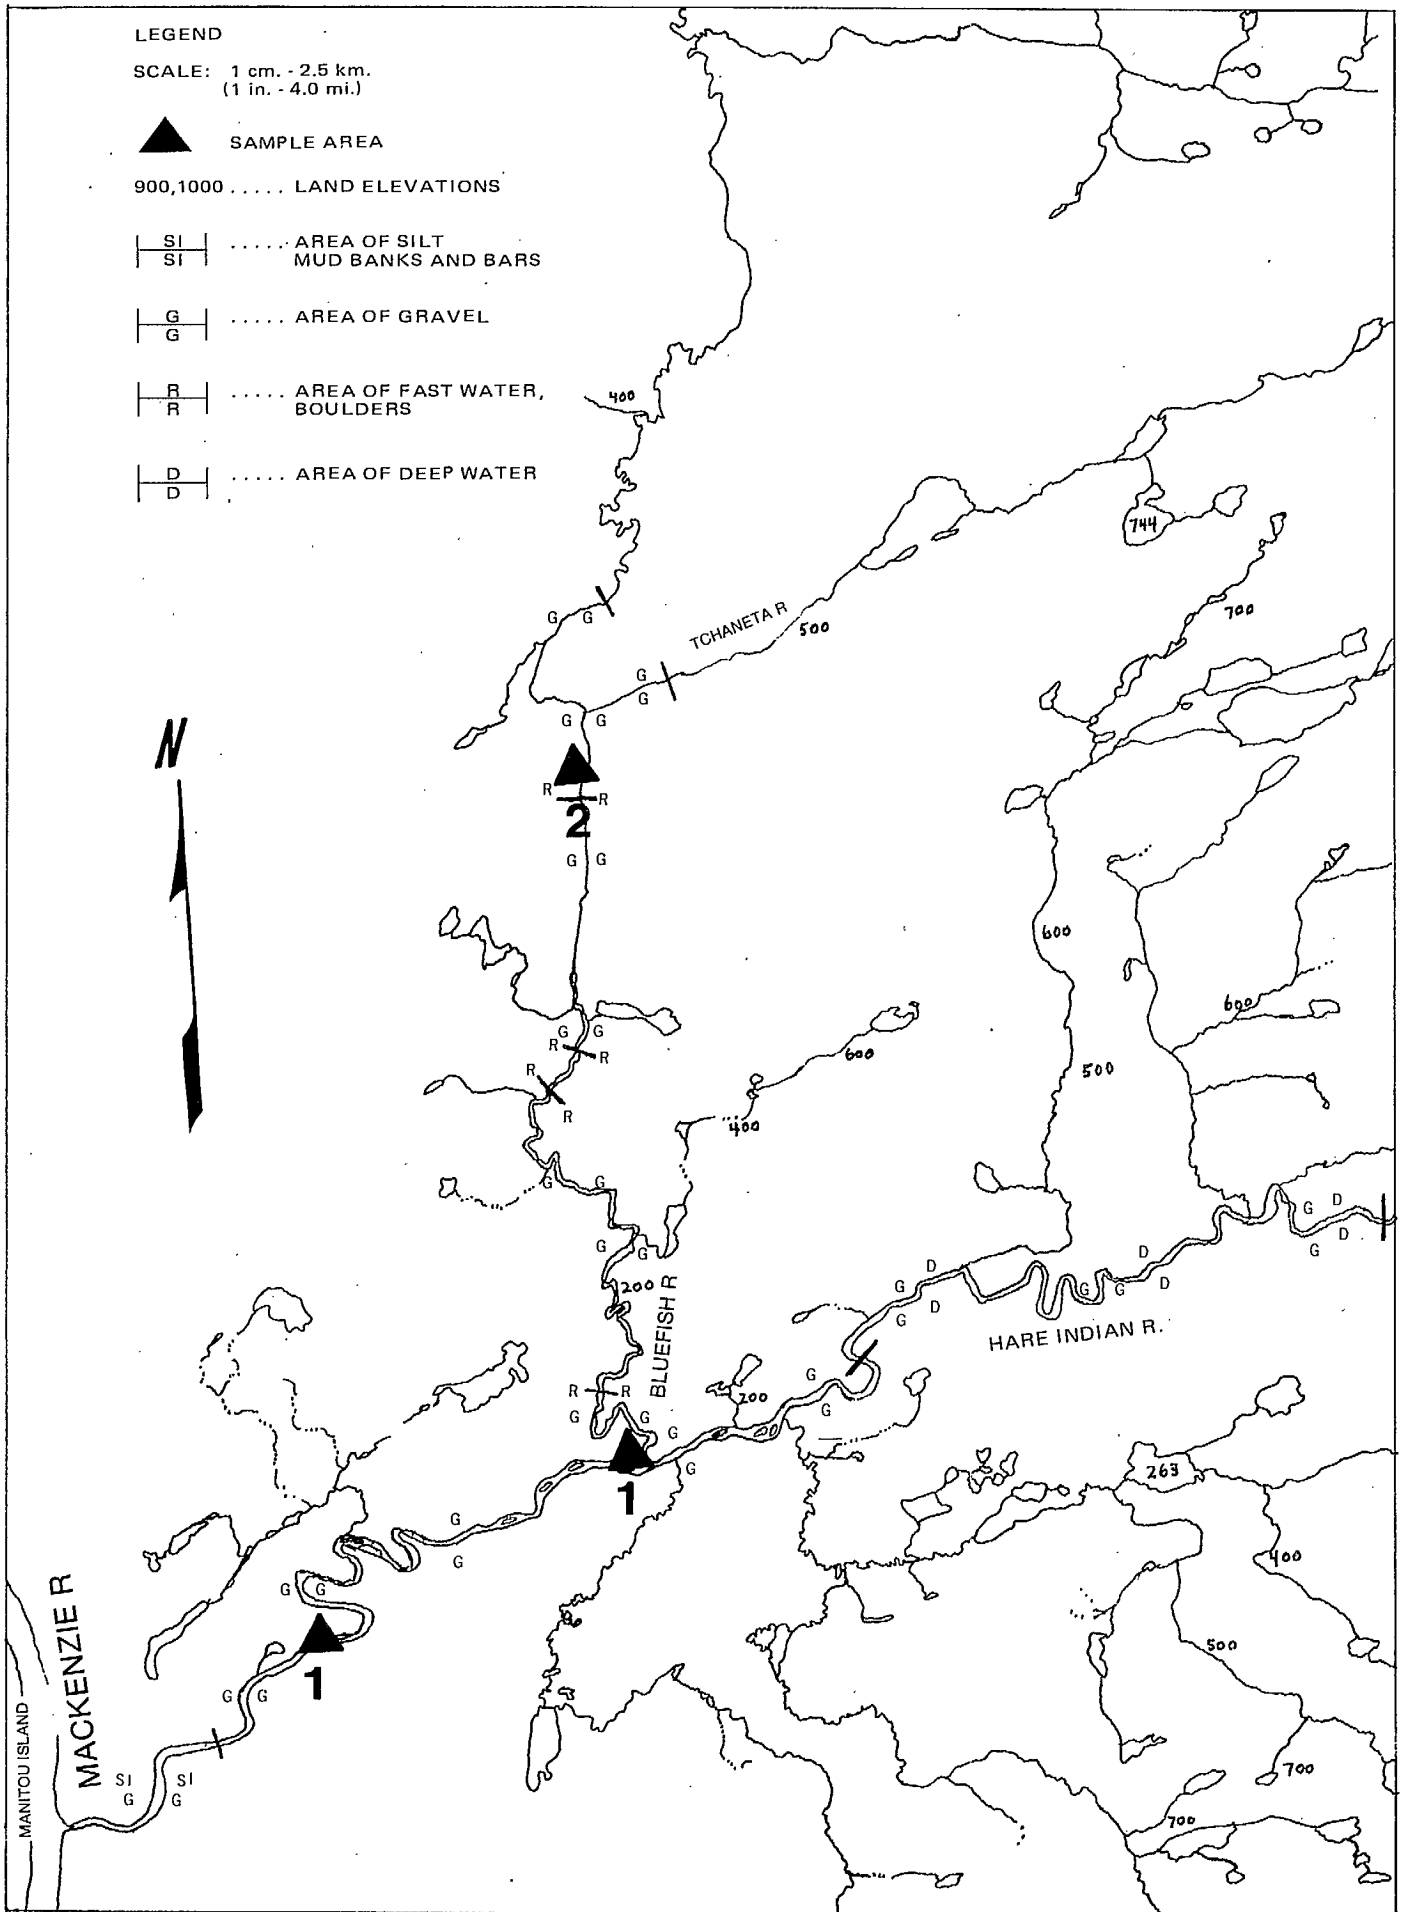 LEGEND
SCALE: 1 cm. - 2.5 km.
(1 in. - 4.0 mi.)
SAMPLE AREA
900,1000 ..... LAND ELEVATIONS
SI
SI
..... AREA OF SILT
MUD BANKS AND BARS
G
G
..... AREA OF GRAVEL
R
R
..... AREA OF FAST WATER,
BOULDERS
D
D
..... AREA OF DEEP WATER
400
744
G G
TCHANETA R
500
700
G
G
G G
N
R R
2
G G
600
600
G G
R R
600
500
R
R
400
G G
G D
D
G
G G
200
D
G D
D
G G
G D
BLUEFISH R
HARE INDIAN R.
R R
G
200
G G
G
G
G
263
1
G
G
400
G G
MACKENZIE R
500
1
G G
MANITOU ISLAND
SI SI
G G
700
700